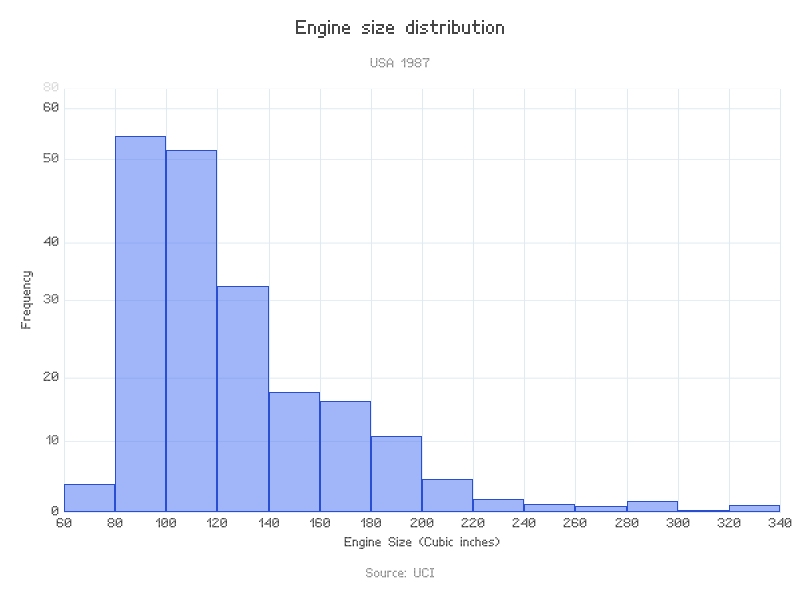 Engine size distribution
USA 1987
80
60
50
40
30
20
10
0
Frequency
60 80 100 120 140 160 180 200 220 240 260 280 300 320 340
Engine Size (Cubic inches)
Source: UCI